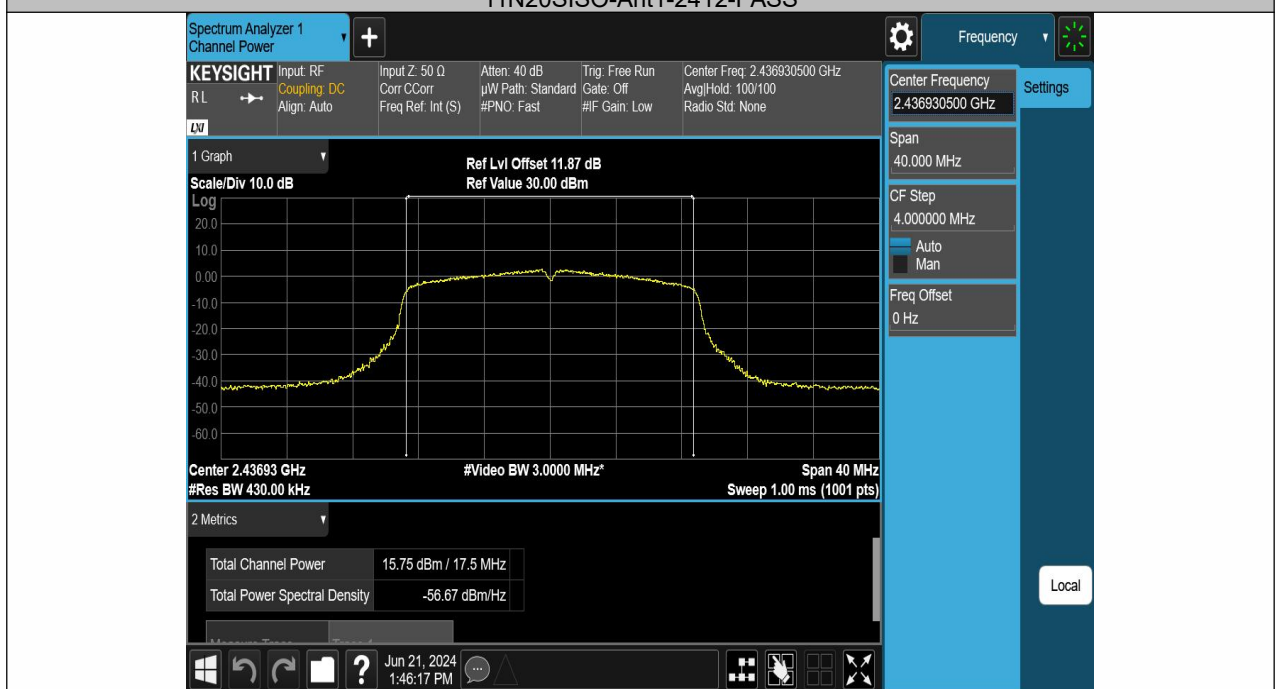 11N20SISO-Ant1-2412-PASS
Spectrum Analyzer 1
Channel Power
+
Frequency
KEYSIGHT
RL
LXI
Input: RF
Coupling: DC
Align: Auto
Input Z: 50 Ω
Corr CCorr
Freq Ref: Int (S)
Atten: 40 dB
µW Path: Standard
#PNO: Fast
Trig: Free Run
Gate: Off
#IF Gain: Low
Center Freq: 2.436930500 GHz
Avg|Hold: 100/100
Radio Std: None
Center Frequency
2.436930500 GHz
Settings
Span
40.000 MHz
CF Step
4.000000 MHz
Auto
Man
Freq Offset
0 Hz
Local
1 Graph
Scale/Div 10.0 dB
Ref Lvl Offset 11.87 dB
Ref Value 30.00 dBm
Log
20.0
10.0
0.00
-10.0
-20.0
-30.0
-40.0
-50.0
-60.0
Center 2.43693 GHz
#Video BW 3.0000 MHz*
Span 40 MHz
#Res BW 430.00 kHz
Sweep 1.00 ms (1001 pts)
2 Metrics
Total Channel Power 15.75 dBm / 17.5 MHz
Total Power Spectral Density -56.67 dBm/Hz
?
Jun 21, 2024
1:46:17 PM